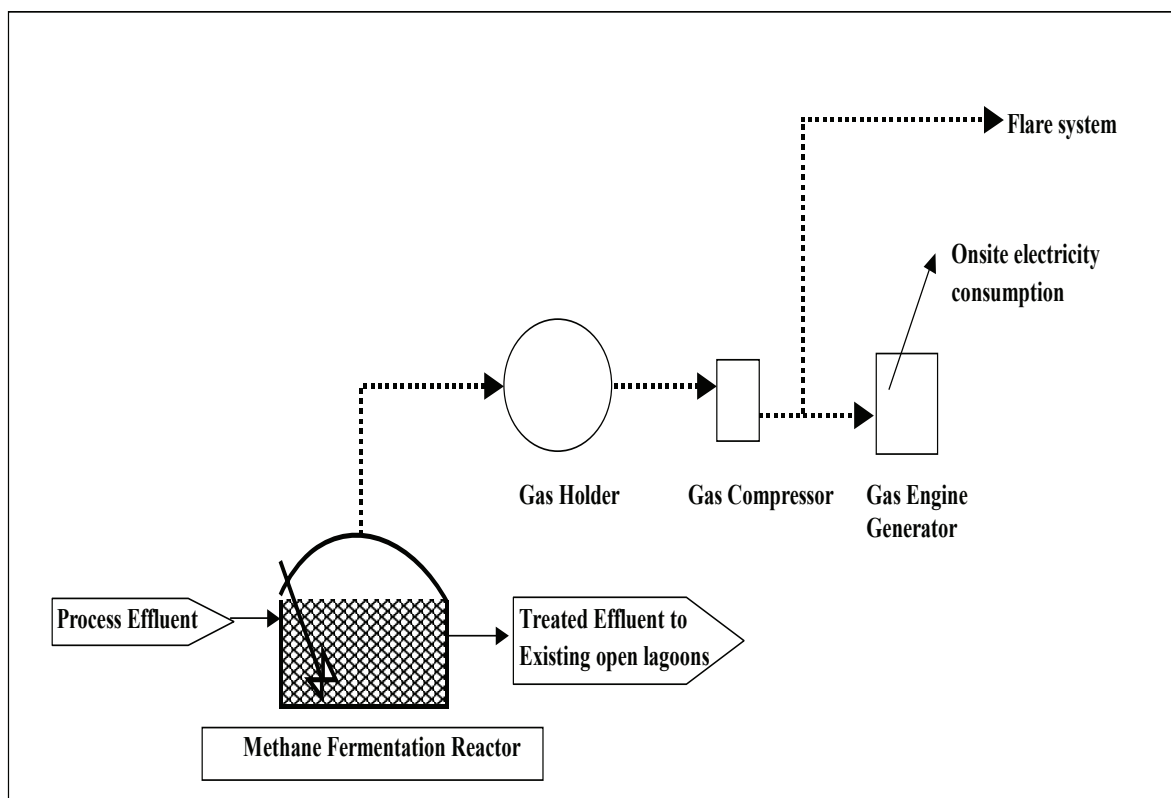 Flare system
Onsite electricity
consumption
Gas Holder
Gas Compressor
Gas Engine
Generator
Process Effluent
Treated Effluent to
Existing open lagoons
Methane Fermentation Reactor